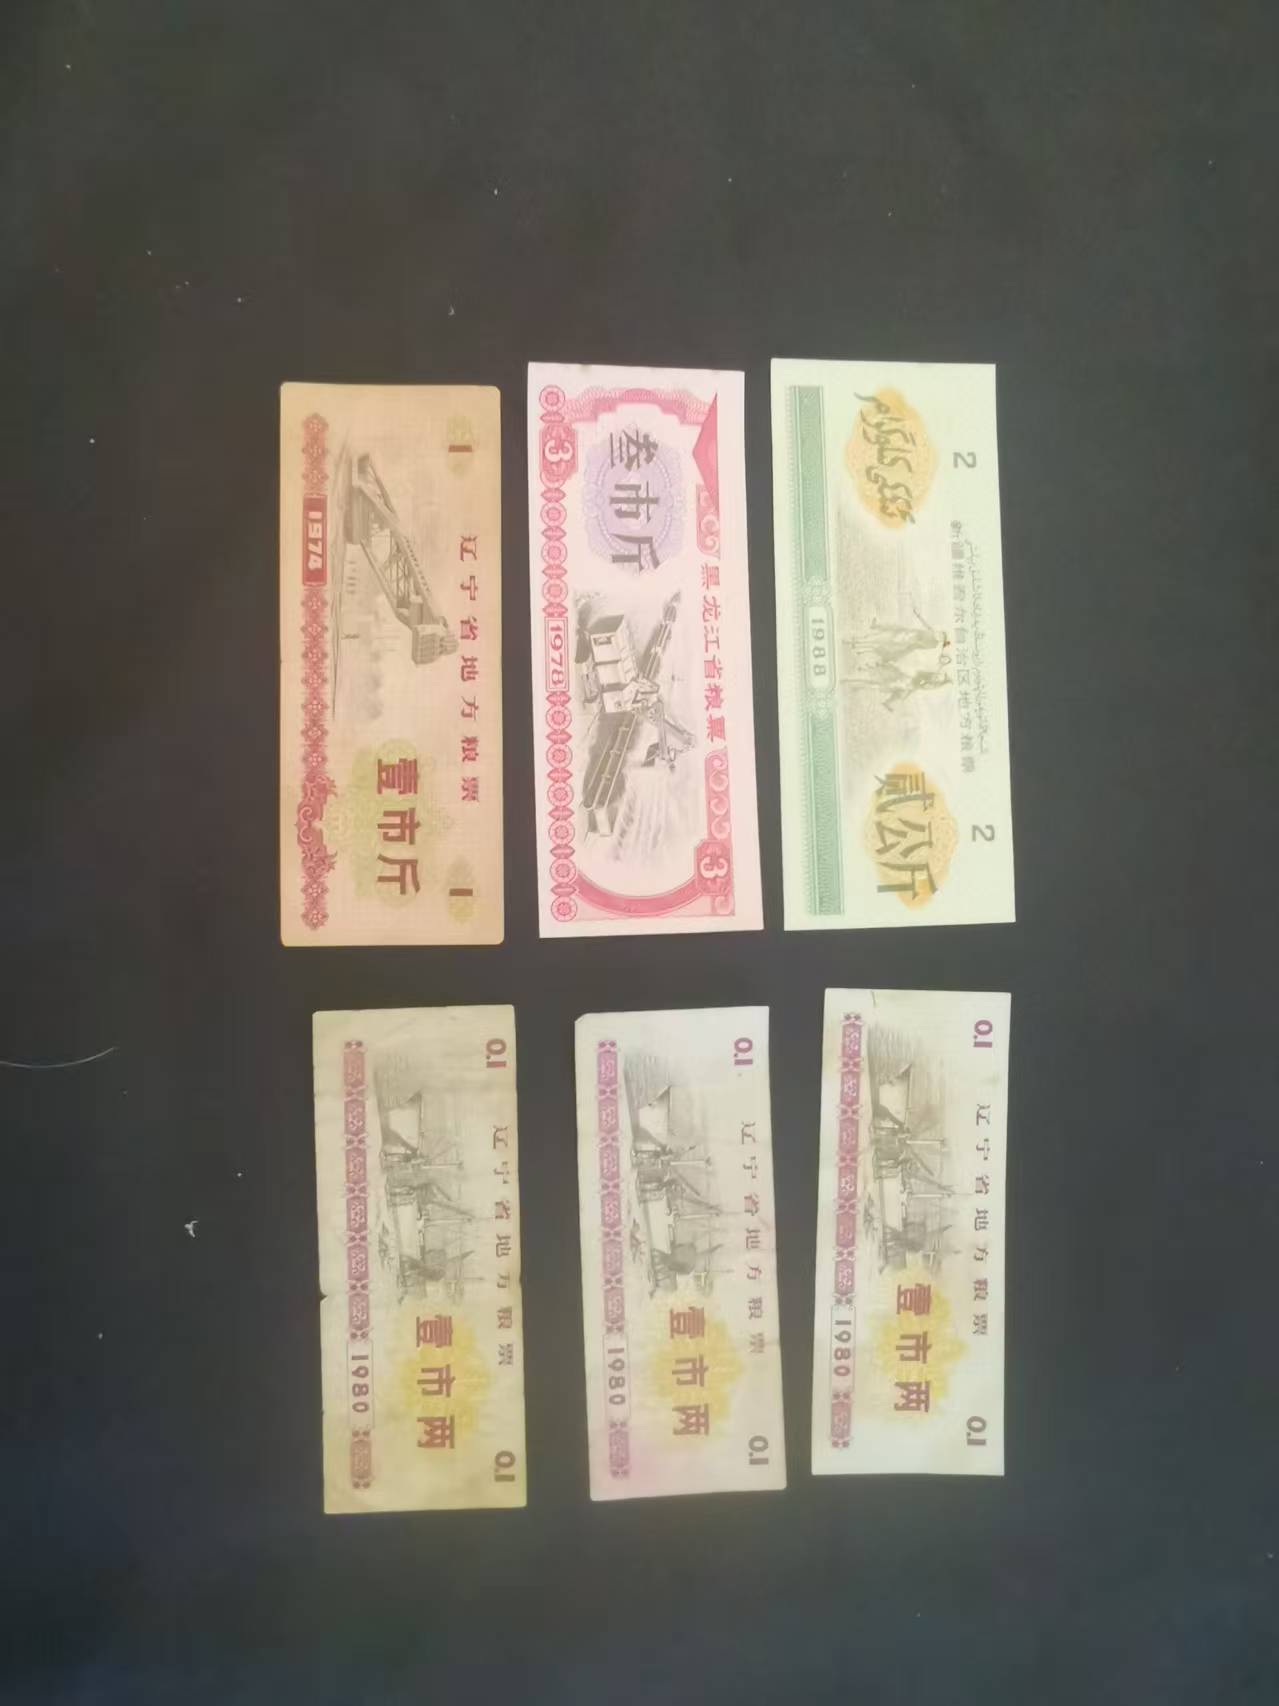 1
辽宁省地方粮票
1974
壹市斤
1
叁市斤
3
黑龙江省粮票
1978
3
2
新疆维吾尔自治区地方粮票
1988
贰公斤
2
0.1
辽宁省地方粮票
壹市两
1980
0.1
0.1
辽宁省地方粮票
壹市两
1980
0.1
0.1
辽宁省地方粮票
壹市两
1980
0.1